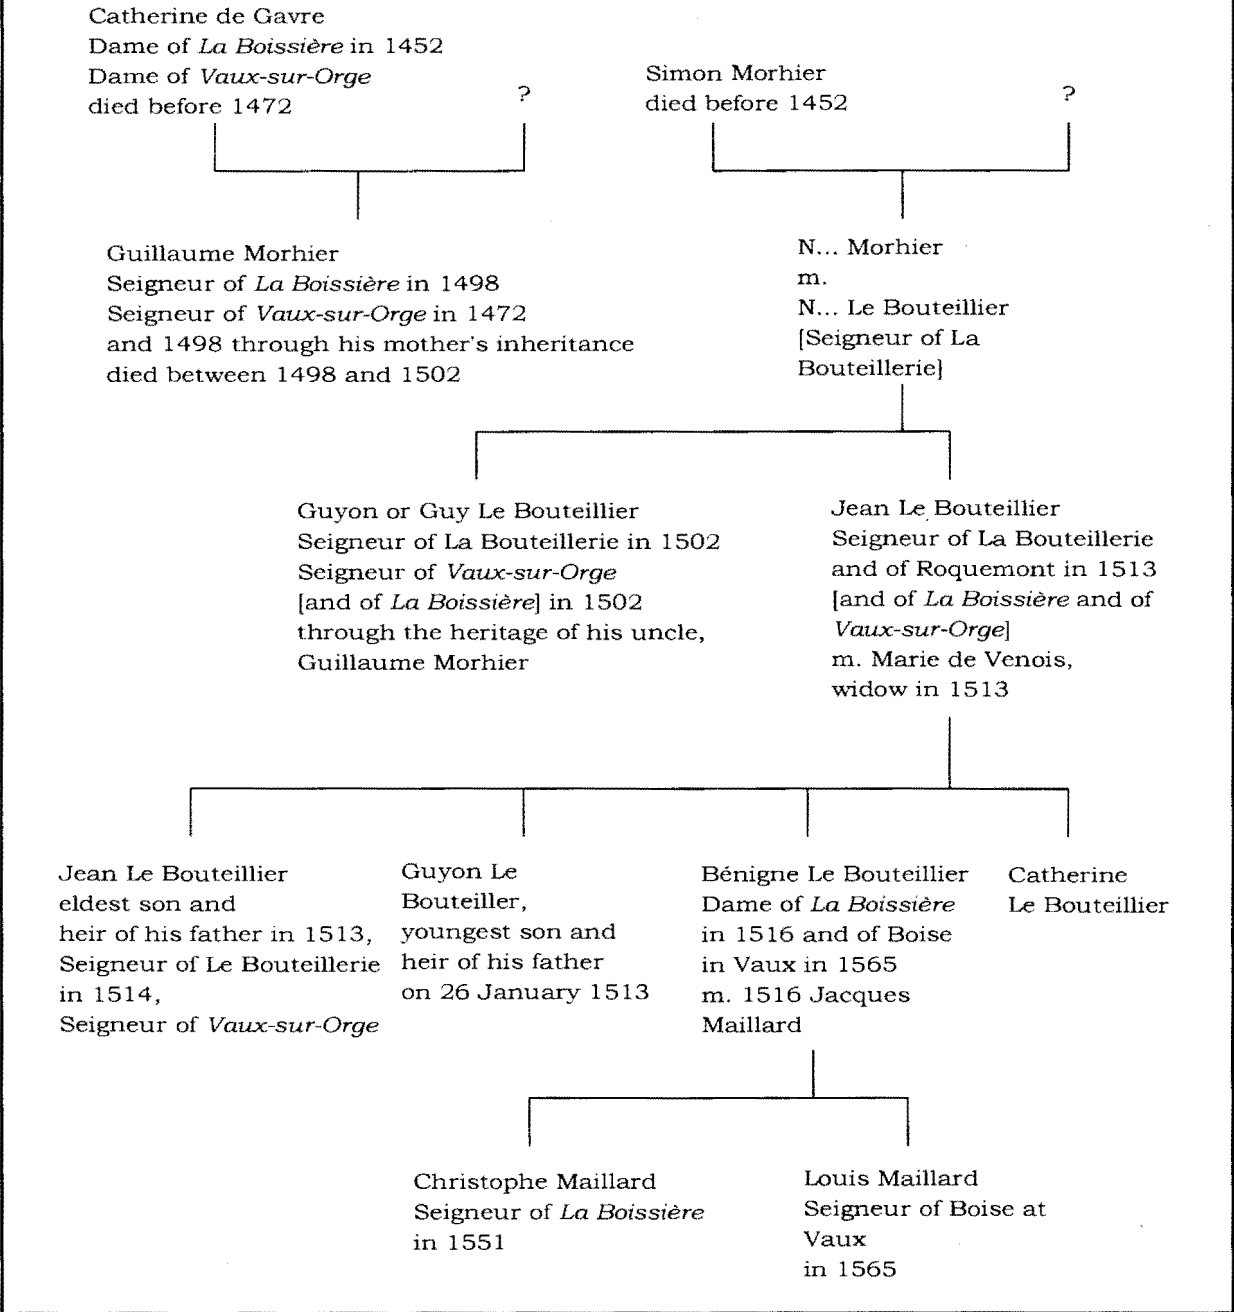 Catherine de Gavre
Dame of La Boissière in 1452
Dame of Vaux-sur-Orge
died before 1472
?
Simon Morhier
died before 1452
?
Guillaume Morhier
Seigneur of La Boissière in 1498
Seigneur of Vaux-sur-Orge in 1472
and 1498 through his mother's inheritance
died between 1498 and 1502
N... Morhier
m.
N... Le Bouteillier
[Seigneur of La
Bouteillerie]
Guyon or Guy Le Bouteillier
Seigneur of La Bouteillerie in 1502
Seigneur of Vaux-sur-Orge
[and of La Boissière] in 1502
through the heritage of his uncle,
Guillaume Morhier
Jean Le Bouteillier
Seigneur of La Bouteillerie
and of Roquemont in 1513
[and of La Boissière and of
Vaux-sur-Orge]
m. Marie de Venois,
widow in 1513
Jean Le Bouteillier
eldest son and
heir of his father in 1513,
Seigneur of Le Bouteillerie
in 1514,
Seigneur of Vaux-sur-Orge
Guyon Le
Bouteiller,
youngest son and
heir of his father
on 26 January 1513
Bénigne Le Bouteillier
Dame of La Boissière
in 1516 and of Boise
in Vaux in 1565
m. 1516 Jacques
Maillard
Catherine
Le Bouteillier
Christophe Maillard
Seigneur of La Boissière
in 1551
Louis Maillard
Seigneur of Boise at
Vaux
in 1565